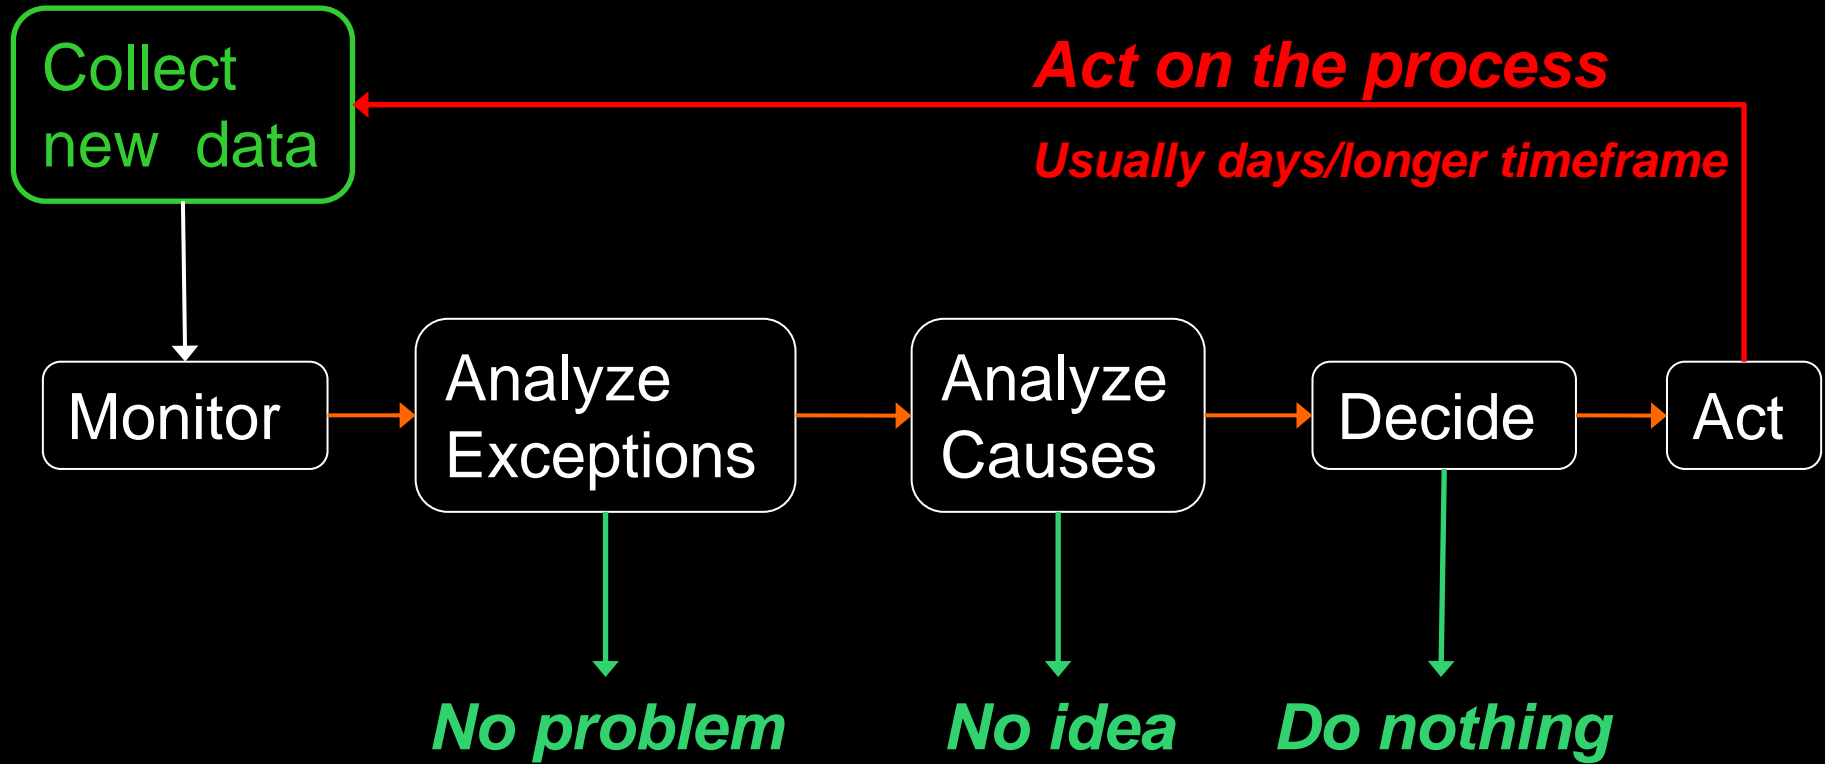 Collect
new data
Act on the process
Usually days/longer timeframe
Monitor
Analyze
Exceptions
Analyze
Causes
Decide
Act
No problem
No idea
Do nothing